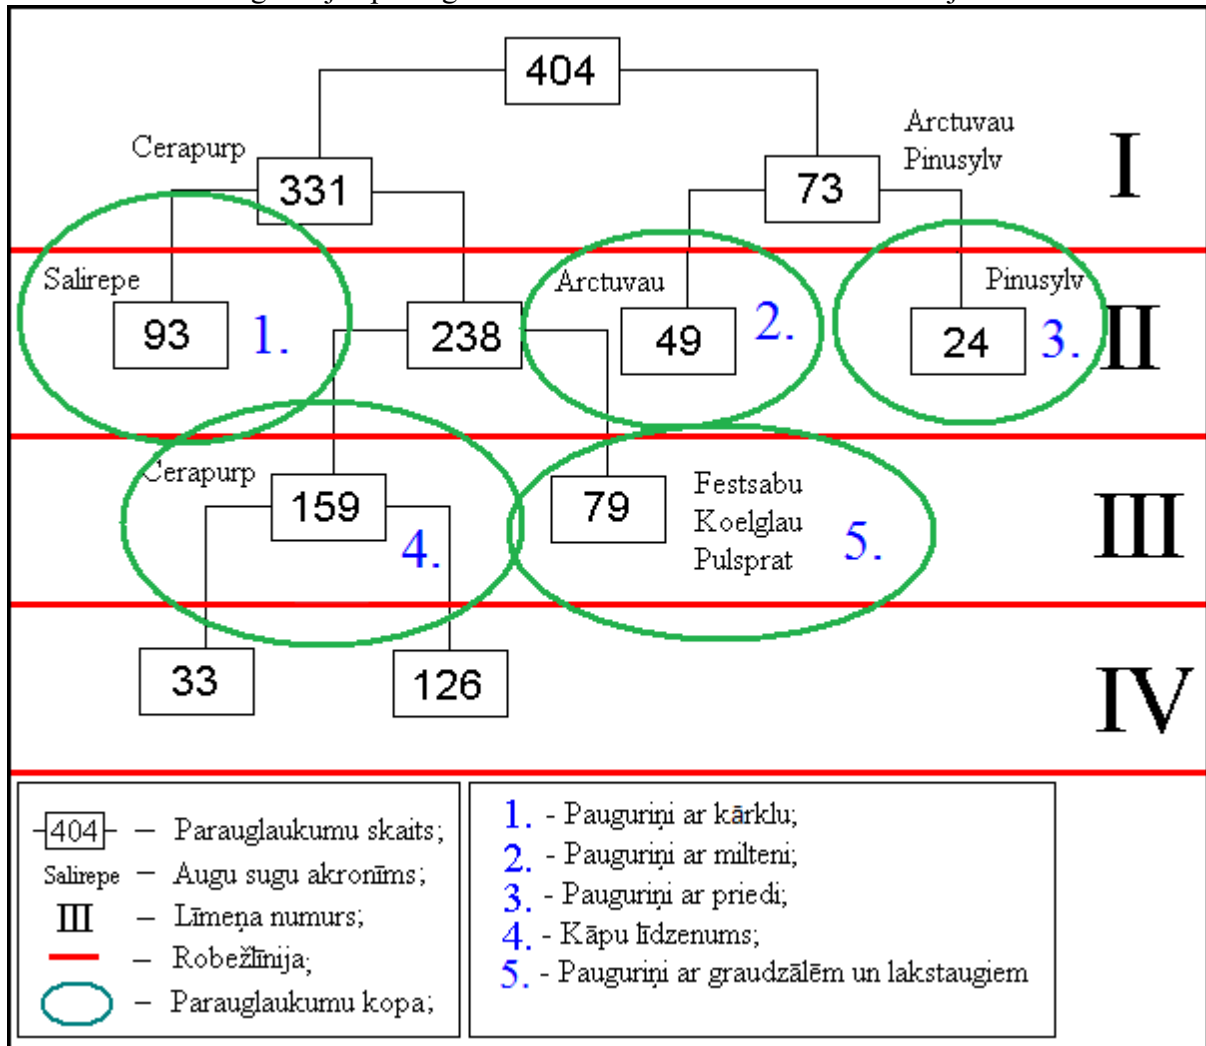 404
Cerapurp
331
Arctuvau
Pinusylv
73
I
Salirepe
93
1.
238
Arctuvau
49
2.
Pinusylv
24
3.
II
Cerapurp
159
4.
79
Festsabu
Koelglau
Pulsprat
5.
III
33
126
IV
404 – Parauglaukumu skaits;
Salirepe – Augu sugu akronīms;
III – Līmeņa numurs;
– Robežlīnija;
– Parauglaukumu kopa;
1. - Pauguriņi ar kārklu;
2. - Pauguriņi ar milteni;
3. - Pauguriņi ar priedi;
4. - Kāpu līdzenums;
5. - Pauguriņi ar graudzālēm un lakstaugiem